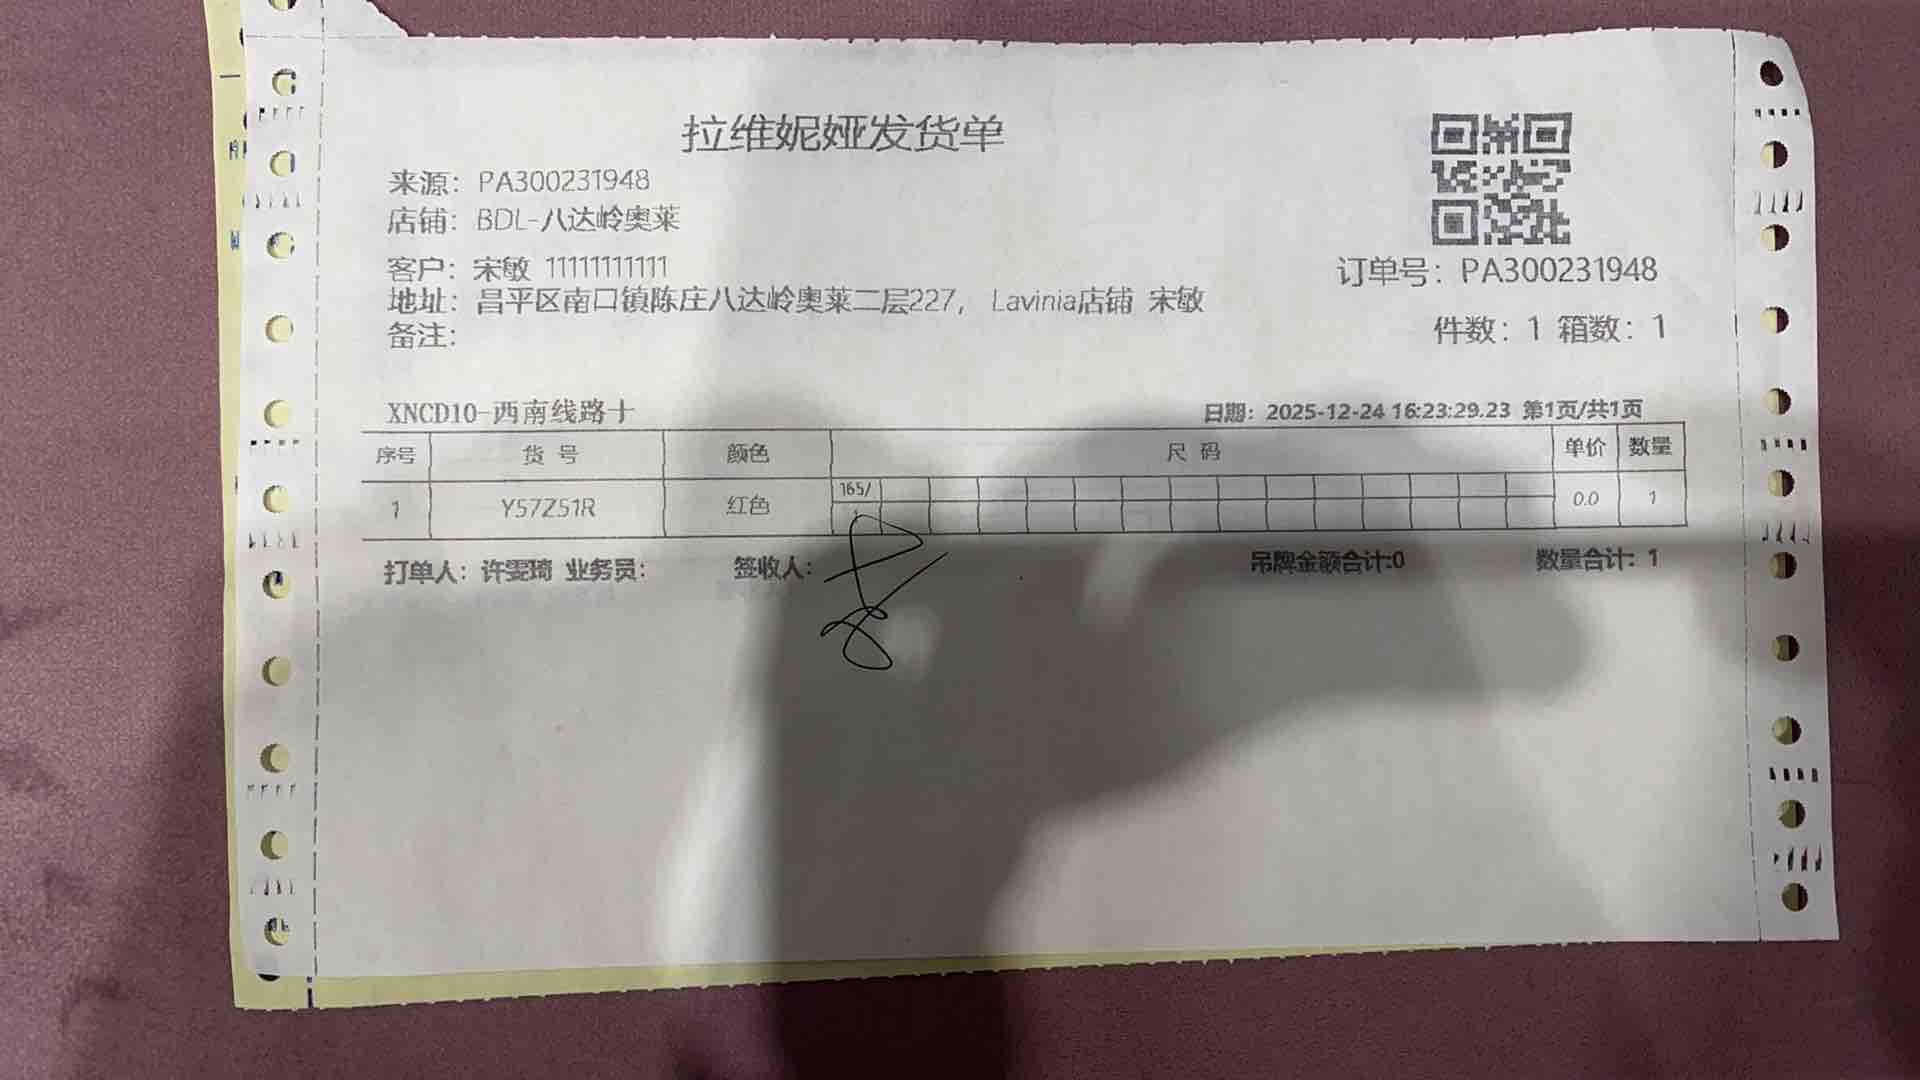 拉维妮娅发货单
来源：PA300231948
店铺：BDL-八达岭奥莱
客户：宋敏 11111111111
地址：昌平区南口镇陈庄八达岭奥莱二层227，Lavinia店铺 宋敏
备注：
订单号：PA300231948
件数：1 箱数：1
XNCD10-西南线路十
日期：2025-12-24 16:23:29.23 第1页/共1页
序号 货号 颜色 尺码 单价 数量
165/
1 Y57Z51R 红色 0.0 1
打单人：许雯琦 业务员： 签收人： 吊牌金额合计:0 数量合计：1